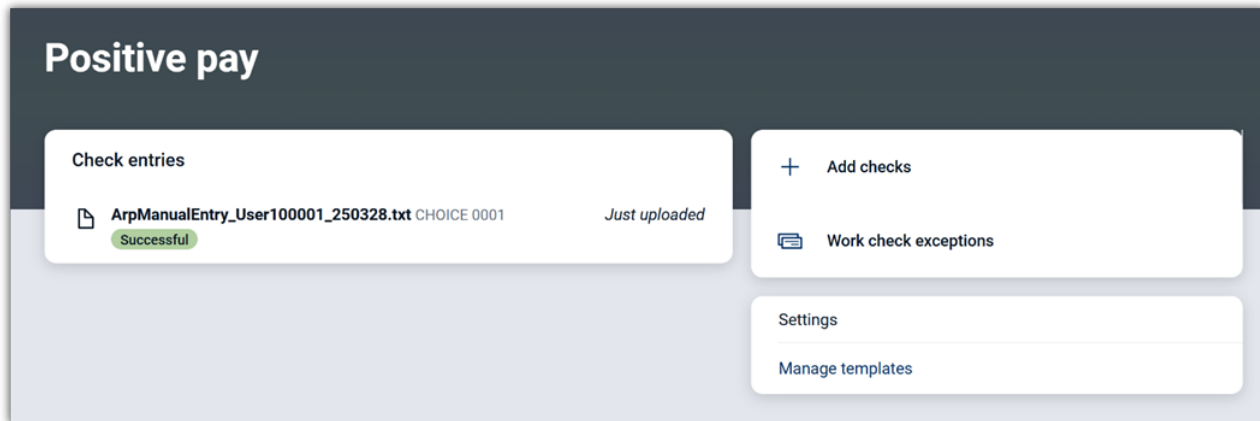 Positive pay
Check entries
ArpManualEntry_User100001_250328.txt CHOICE 0001 Just uploaded
Successful
Add checks
Work check exceptions
Settings
Manage templates